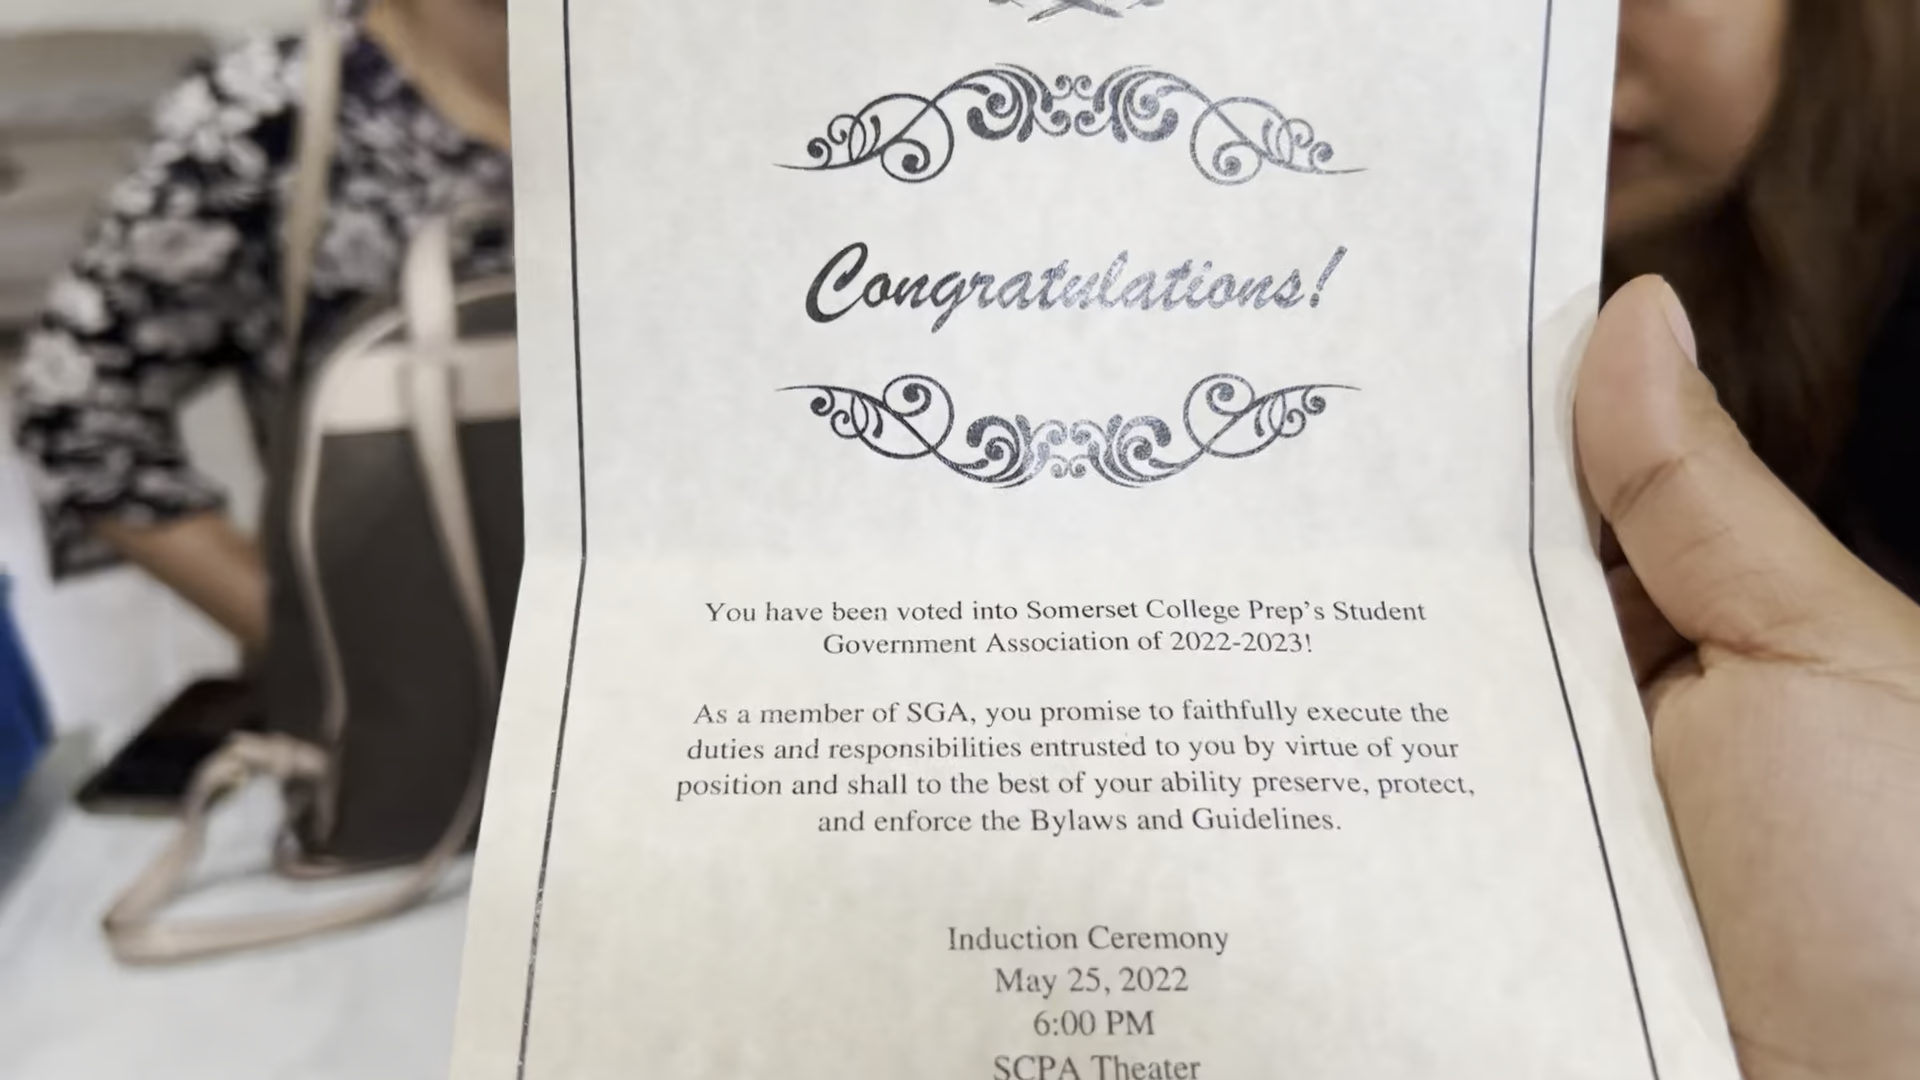 Congratulations!
You have been voted into Somerset College Prep's Student
Government Association of 2022-2023!
As a member of SGA, you promise to faithfully execute the
duties and responsibilities entrusted to you by virtue of your
position and shall to the best of your ability preserve, protect,
and enforce the Bylaws and Guidelines.
Induction Ceremony
May 25, 2022
6:00 PM
SCPA Theater